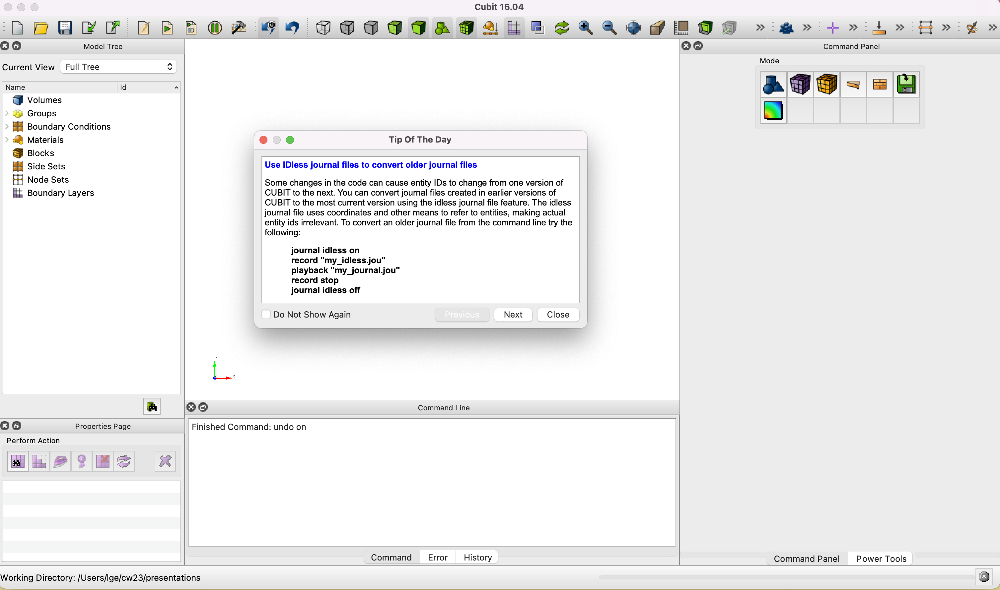 Cubit 16.04
ID
Model Tree
Command Panel
Current View
Full Tree
Mode
Name
Id
Volumes
Groups
Boundary Conditions
Materials
Blocks
Side Sets
Node Sets
Boundary Layers
Tip Of The Day
Use IDless journal files to convert older journal files
Some changes in the code can cause entity IDs to change from one version of
CUBIT to the next. You can convert journal files created in earlier versions of
CUBIT to the most current version using the idless journal file feature. The idless
journal file uses coordinates and other means to refer to entities, making actual
entity ids irrelevant. To convert an older journal file from the command line try the
following:
journal idless on
record "my_idless.jou"
playback "my_journal.jou"
record stop
journal idless off
Do Not Show Again
Previous
Next
Close
Y
Z
X
Command Line
Finished Command: undo on
Properties Page
Perform Action
Command
Error
History
Command Panel
Power Tools
Working Directory: /Users/lge/cw23/presentations